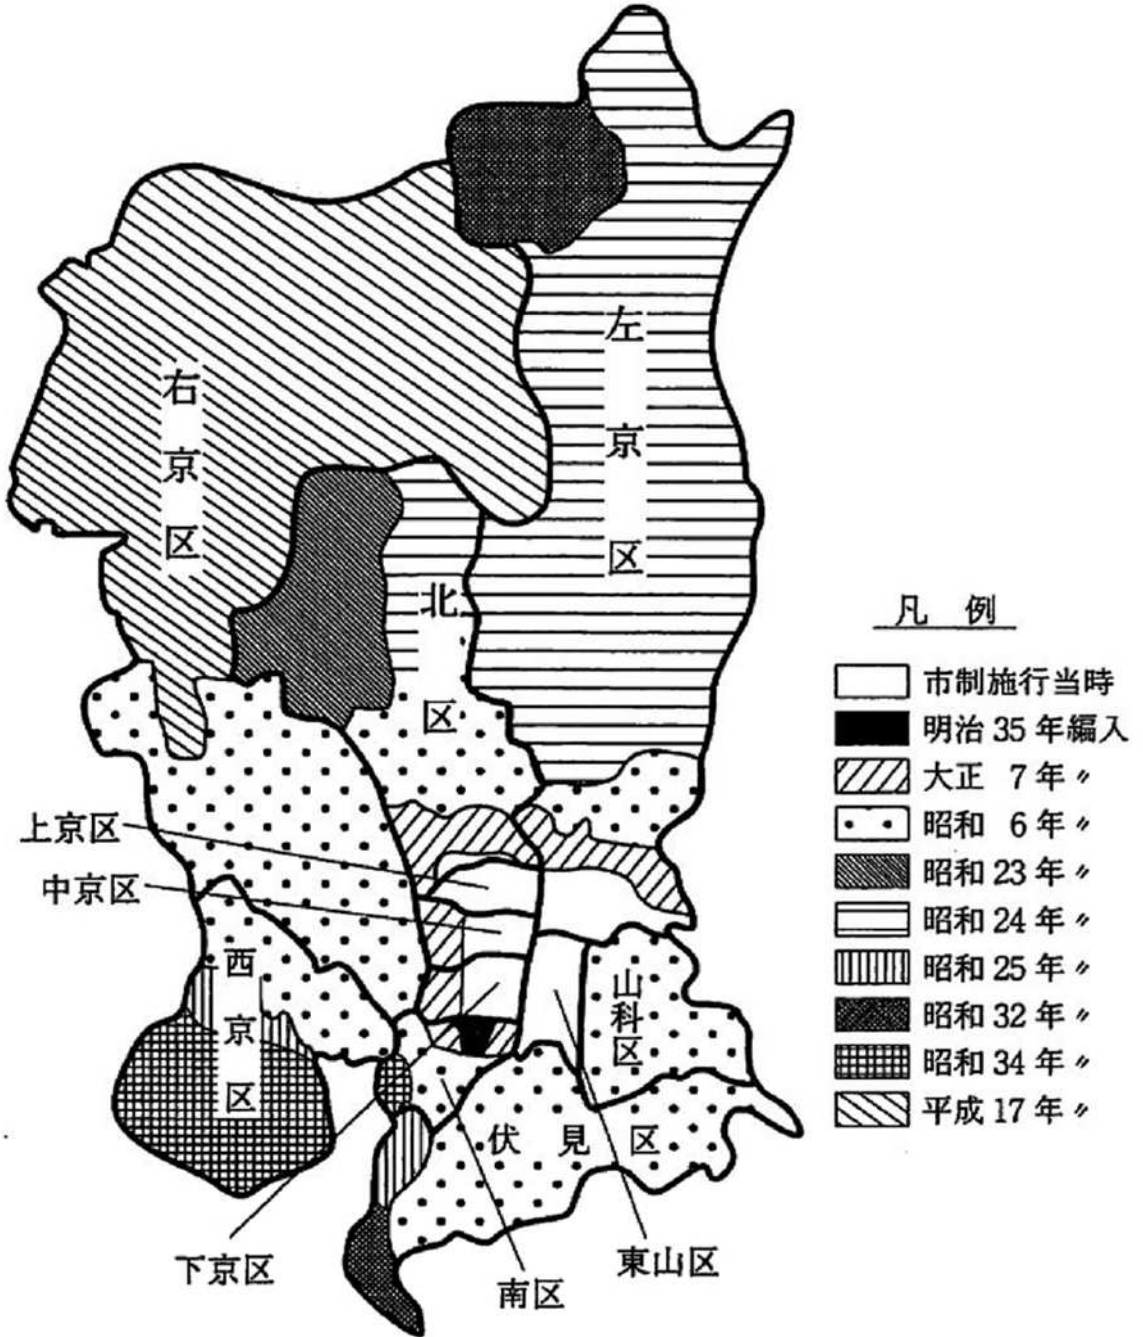 左京区
右京区
北区
上京区
中京区
西京区
山科区
伏見区
下京区
南区
東山区
凡 例
市制施行当時
明治 35 年編入
大正 7 年 〃
昭和 6 年 〃
昭和 23 年 〃
昭和 24 年 〃
昭和 25 年 〃
昭和 32 年 〃
昭和 34 年 〃
平成 17 年 〃